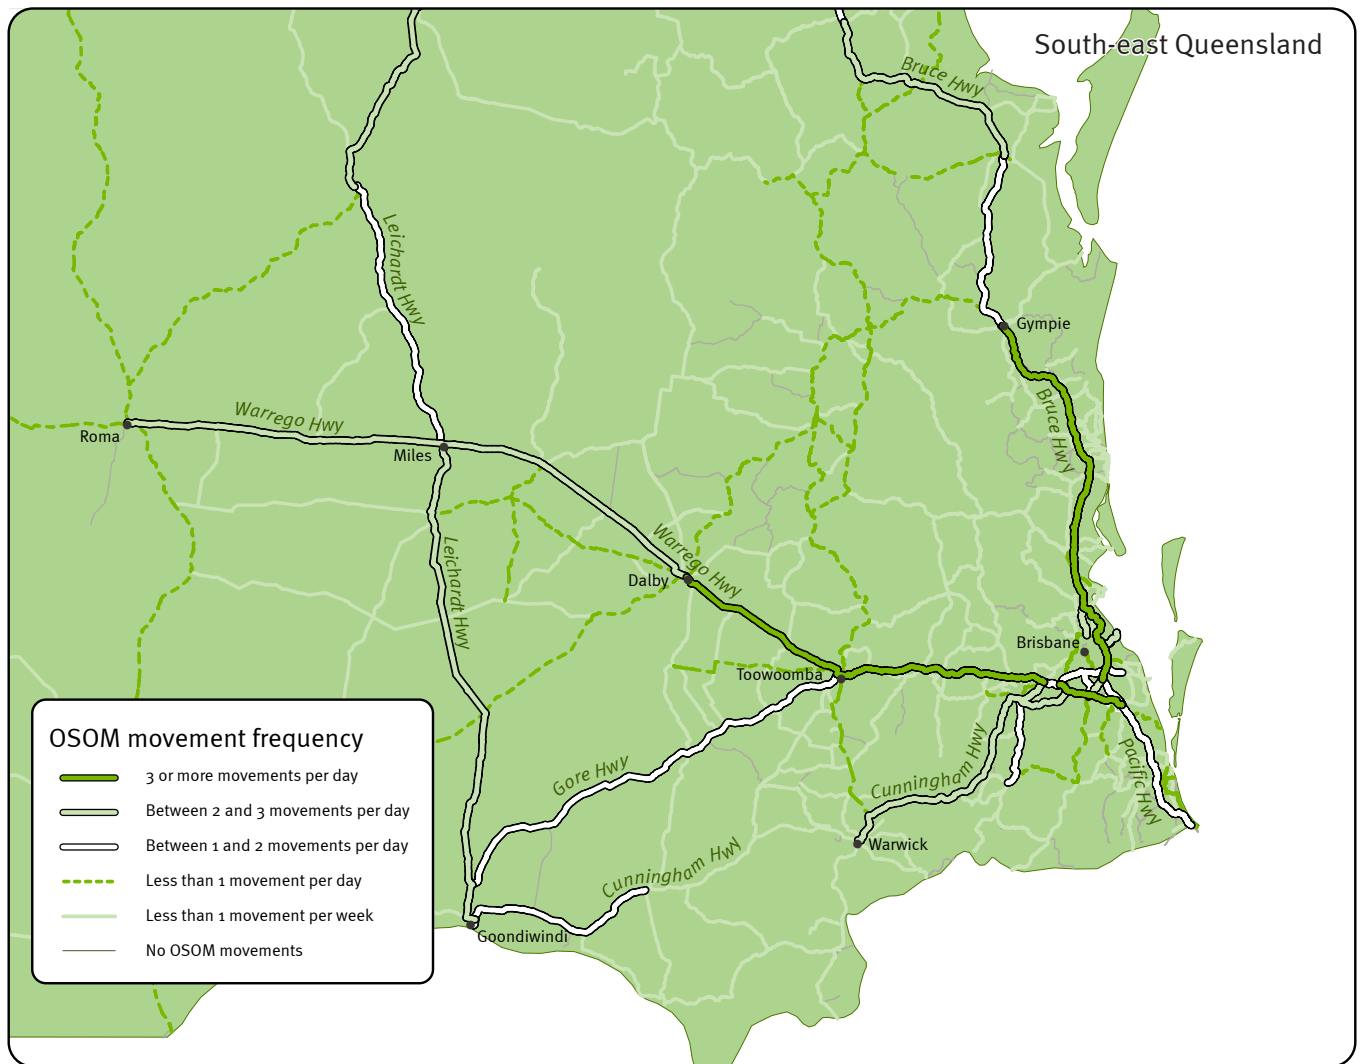 South-east Queensland
Bruce Hwy
Leichardt Hwy
Gympie
Bruce Hwy
Warrego Hwy
Roma
Miles
Warrego Hwy
Leichardt Hwy
Dalby
Brisbane
Toowoomba
Gore Hwy
Cunningham Hwy
Pacific Hwy
Warwick
Cunningham Hwy
Goondiwindi
OSOM movement frequency
3 or more movements per day
Between 2 and 3 movements per day
Between 1 and 2 movements per day
Less than 1 movement per day
Less than 1 movement per week
No OSOM movements